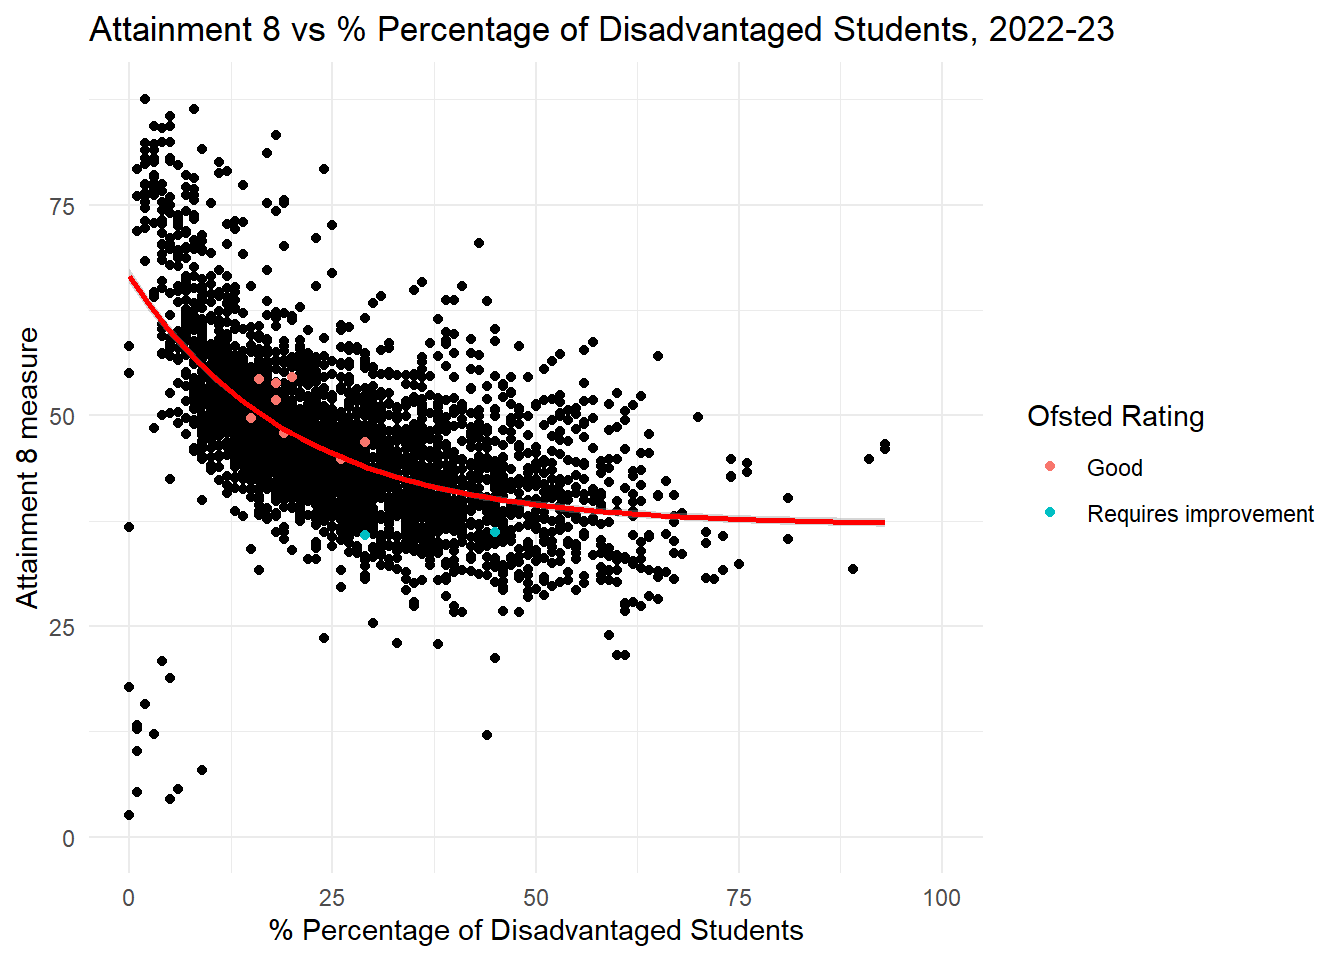 Attainment 8 vs % Percentage of Disadvantaged Students, 2022-23
Attainment 8 measure
75
50
25
0
0 25 50 75 100
% Percentage of Disadvantaged Students
Ofsted Rating
Good
Requires improvement